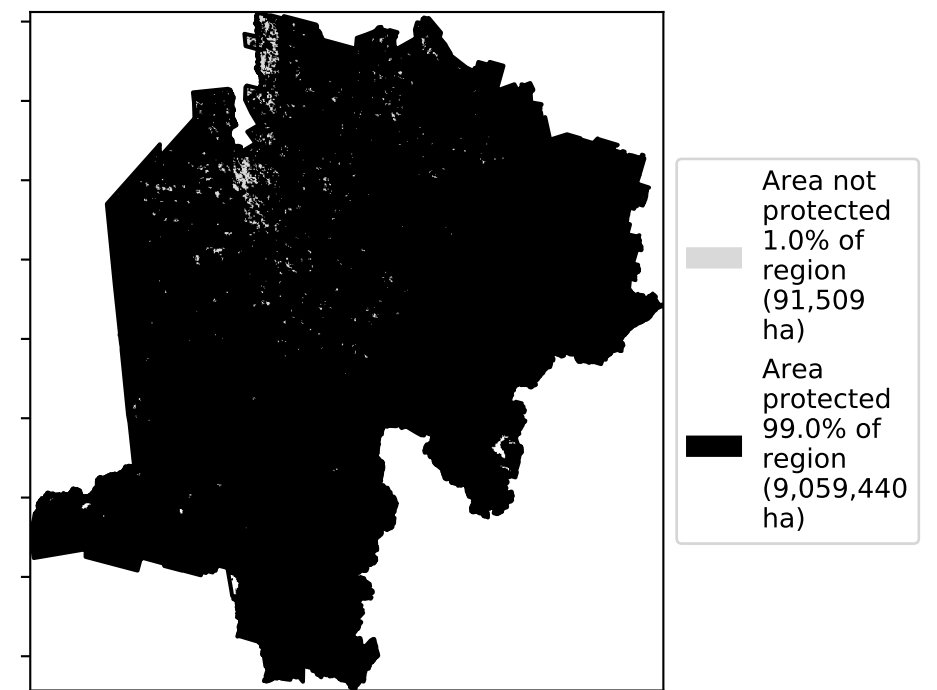 Area not
protected
1.0% of
region
(91,509
ha)
Area
protected
99.0% of
region
(9,059,440
ha)